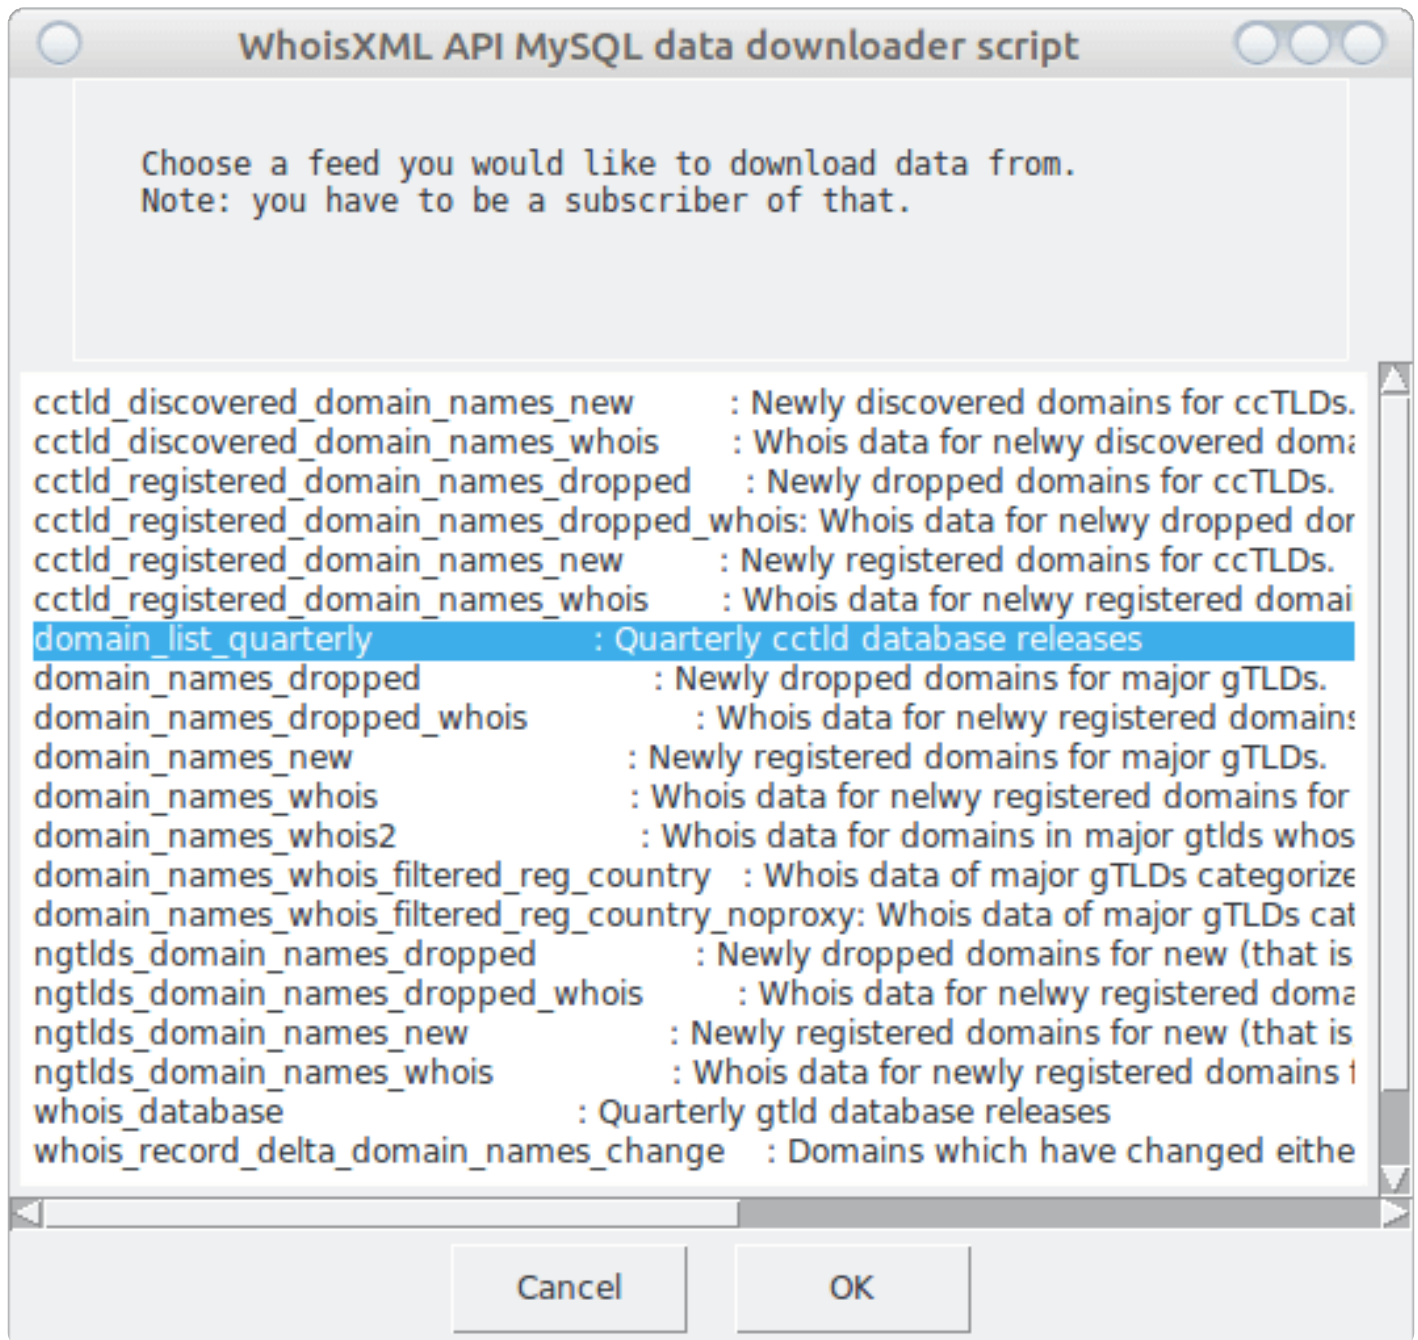 WhoisXML API MySQL data downloader script
Choose a feed you would like to download data from.
Note: you have to be a subscriber of that.
cctld_discovered_domain_names_new : Newly discovered domains for ccTLDs.
cctld_discovered_domain_names_whois : Whois data for nelwy discovered doma
cctld_registered_domain_names_dropped : Newly dropped domains for ccTLDs.
cctld_registered_domain_names_dropped_whois: Whois data for nelwy dropped
cctld_registered_domain_names_new : Newly registered domains for ccTLDs.
cctld_registered_domain_names_whois : Whois data for nelwy registered domai
domain_list_quarterly : Quarterly cctld database releases
domain_names_dropped : Newly dropped domains for major gTLDs.
domain_names_dropped_whois : Whois data for nelwy registered domains
domain_names_new : Newly registered domains for major gTLDs.
domain_names_whois : Whois data for nelwy registered domains for
domain_names_whois2 : Whois data for domains in major gtlds whos
domain_names_whois_filtered_reg_country : Whois data of major gTLDs categorize
domain_names_whois_filtered_reg_country_noproxy: Whois data of major gTLDs cat
ngtlds_domain_names_dropped : Newly dropped domains for new (that is
ngtlds_domain_names_dropped_whois : Whois data for nelwy registered doma
ngtlds_domain_names_new : Newly registered domains for new (that is
ngtlds_domain_names_whois : Whois data for newly registered domains
whois_database : Quarterly gtld database releases
whois_record_delta_domain_names_change : Domains which have changed eithe
Cancel
OK